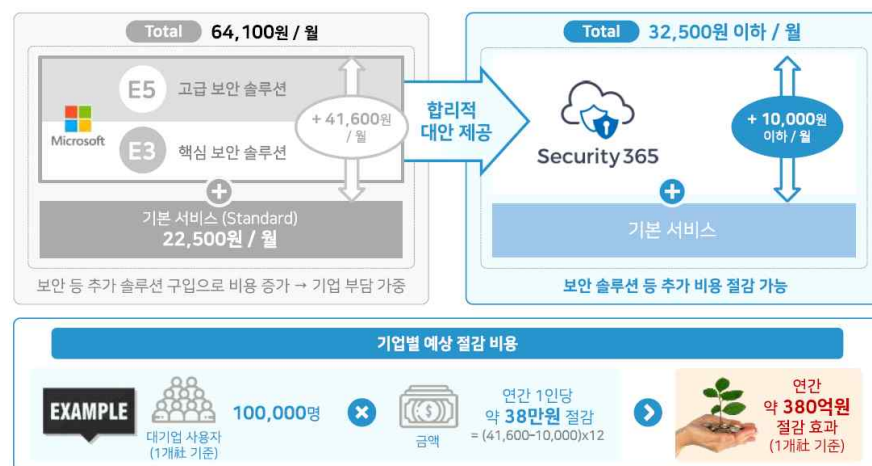 Total 64,100원 / 월
Microsoft
E5 고급 보안 솔루션
E3 핵심 보안 솔루션
+ 41,600원
/ 월
+
기본 서비스 (Standard)
22,500원 / 월
보안 등 추가 솔루션 구입으로 비용 증가 → 기업 부담 가중
합리적
대안 제공
Total 32,500원 이하 / 월
Security365
+ 10,000원
이하 / 월
+
기본 서비스
보안 솔루션 등 추가 비용 절감 가능
기업별 예상 절감 비용
EXAMPLE
대기업 사용자
(1개社 기준)
100,000명
금액
연간 1인당
약 38만원 절감
= (41,600-10,000)x12
연간
약 380억원
절감 효과
(1개社 기준)